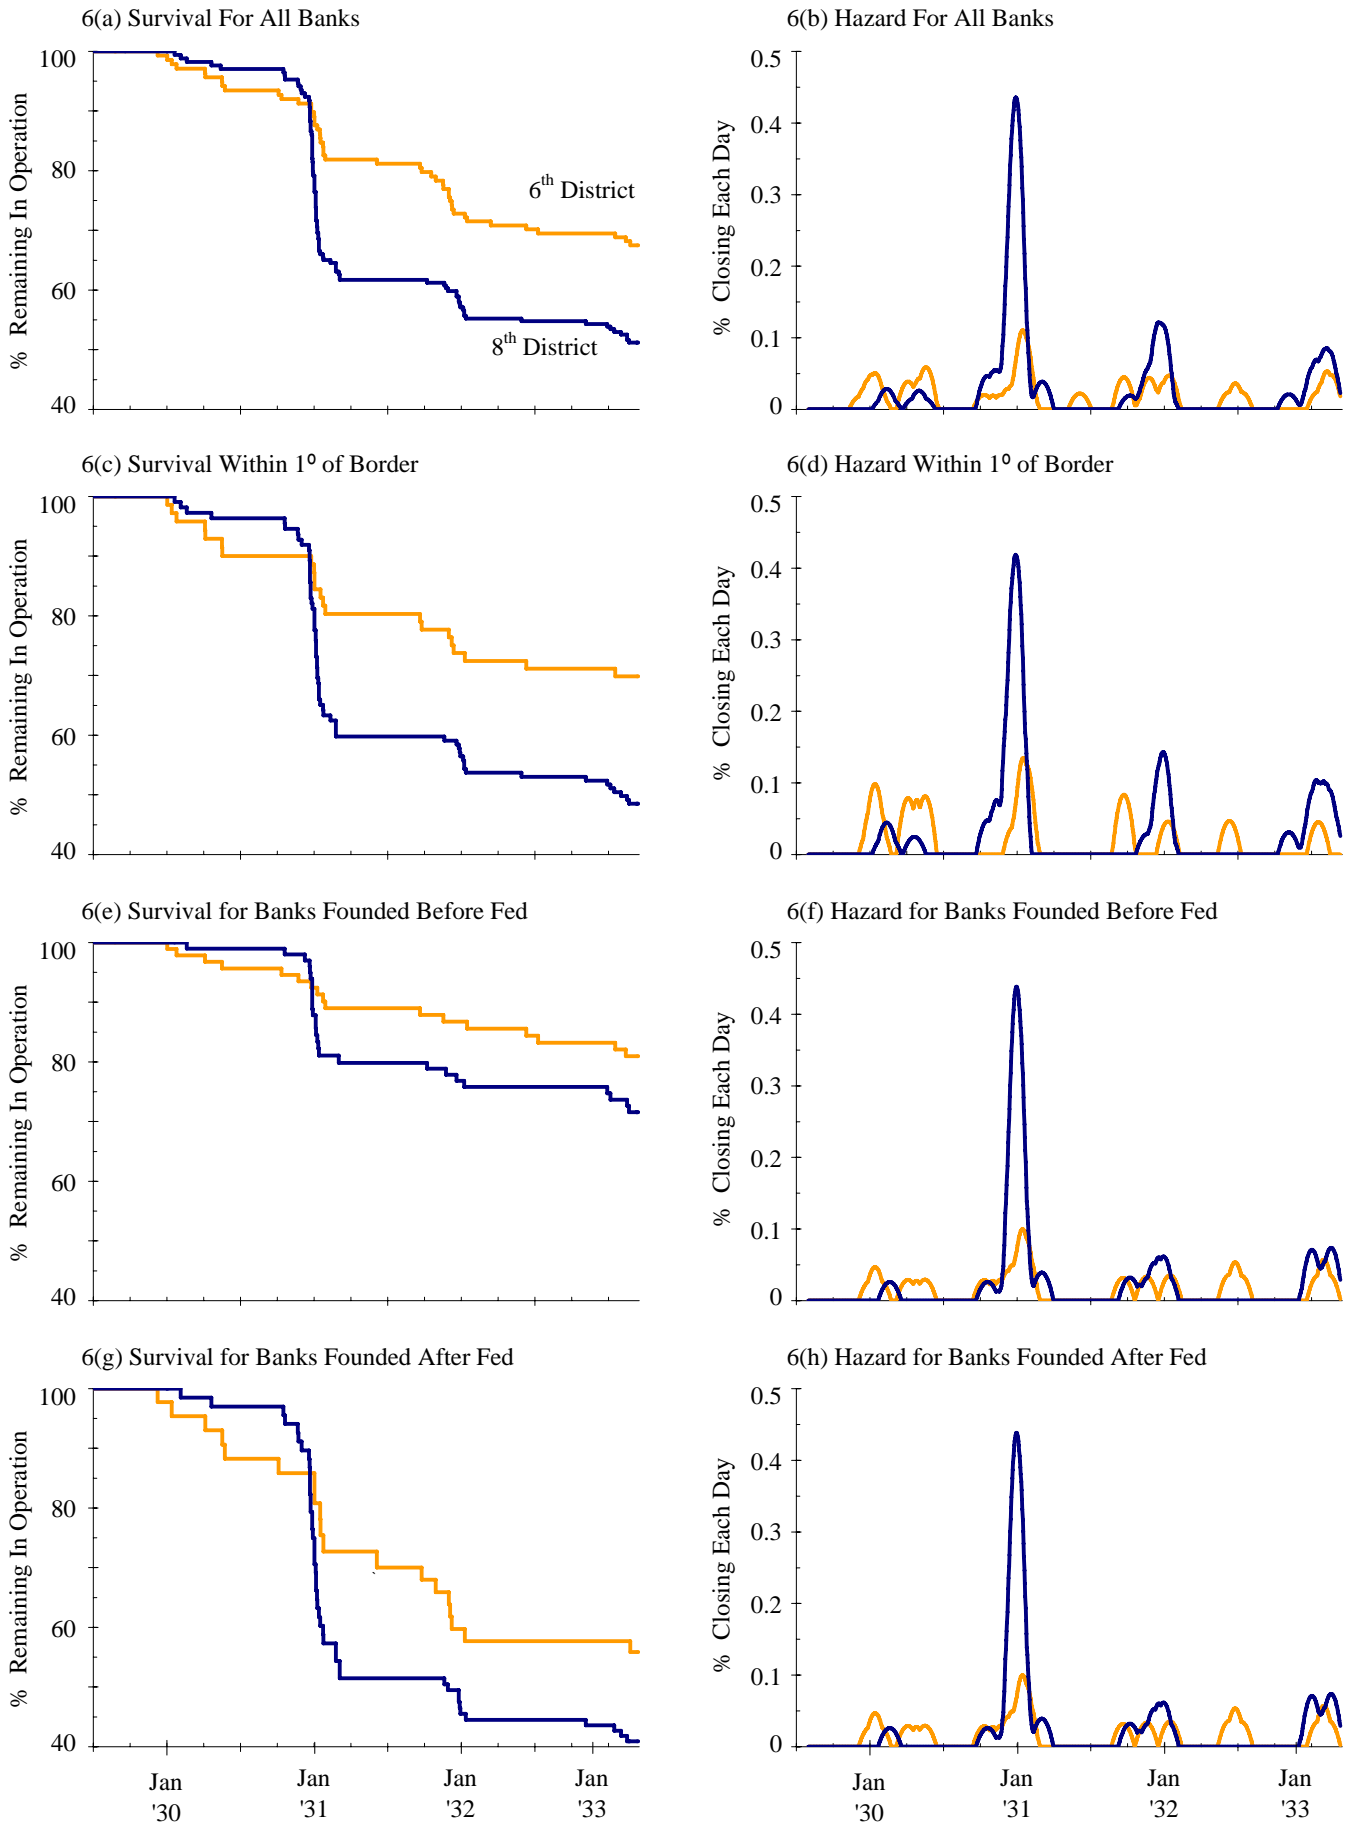 6(a) Survival For All Banks
% Remaining In Operation
100
80
60
40
6th District
8th District
6(b) Hazard For All Banks
% Closing Each Day
0.5
0.4
0.3
0.2
0.1
0
6(c) Survival Within 1⁰ of Border
% Remaining In Operation
100
80
60
40
6(d) Hazard Within 1⁰ of Border
% Closing Each Day
0.5
0.4
0.3
0.2
0.1
0
6(e) Survival for Banks Founded Before Fed
% Remaining In Operation
100
80
60
40
6(f) Hazard for Banks Founded Before Fed
% Closing Each Day
0.5
0.4
0.3
0.2
0.1
0
6(g) Survival for Banks Founded After Fed
% Remaining In Operation
100
80
60
40
Jan '30
Jan '31
Jan '32
Jan '33
6(h) Hazard for Banks Founded After Fed
% Closing Each Day
0.5
0.4
0.3
0.2
0.1
0
Jan '30
Jan '31
Jan '32
Jan '33